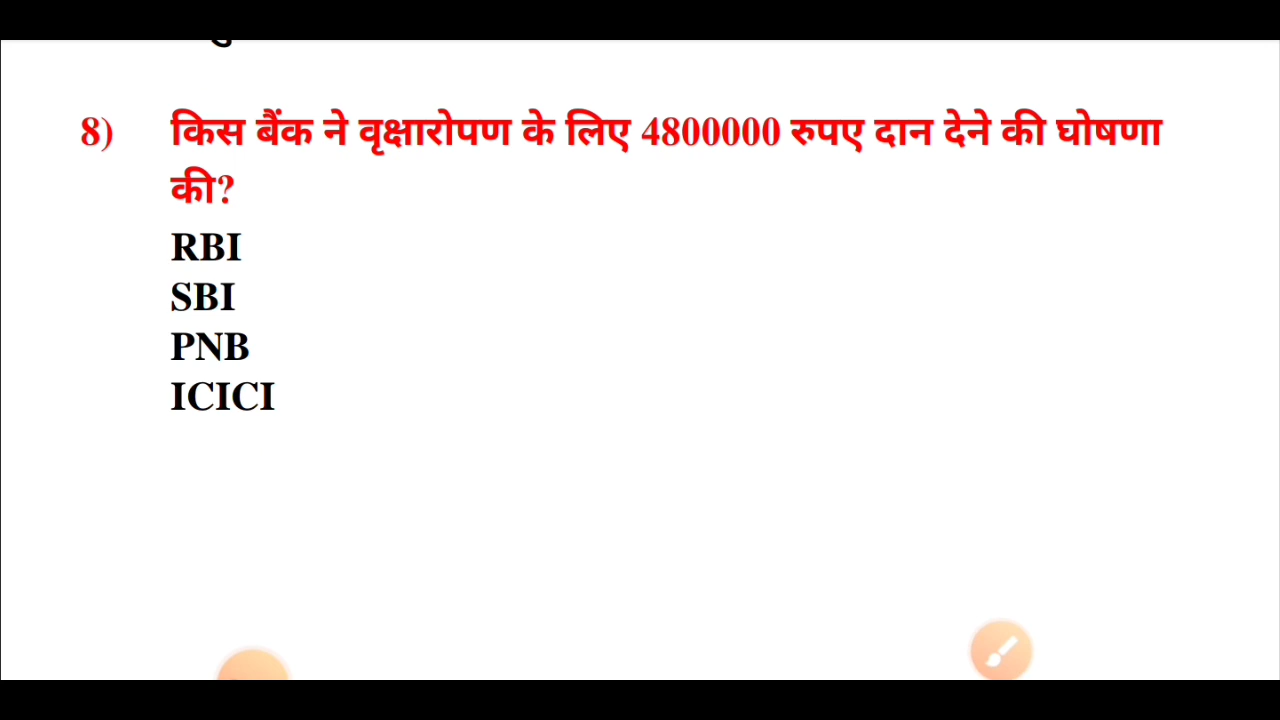 8) किस बैंक ने वृक्षारोपण के लिए 4800000 रुपए दान देने की घोषणा
की?
RBI
SBI
PNB
ICICI